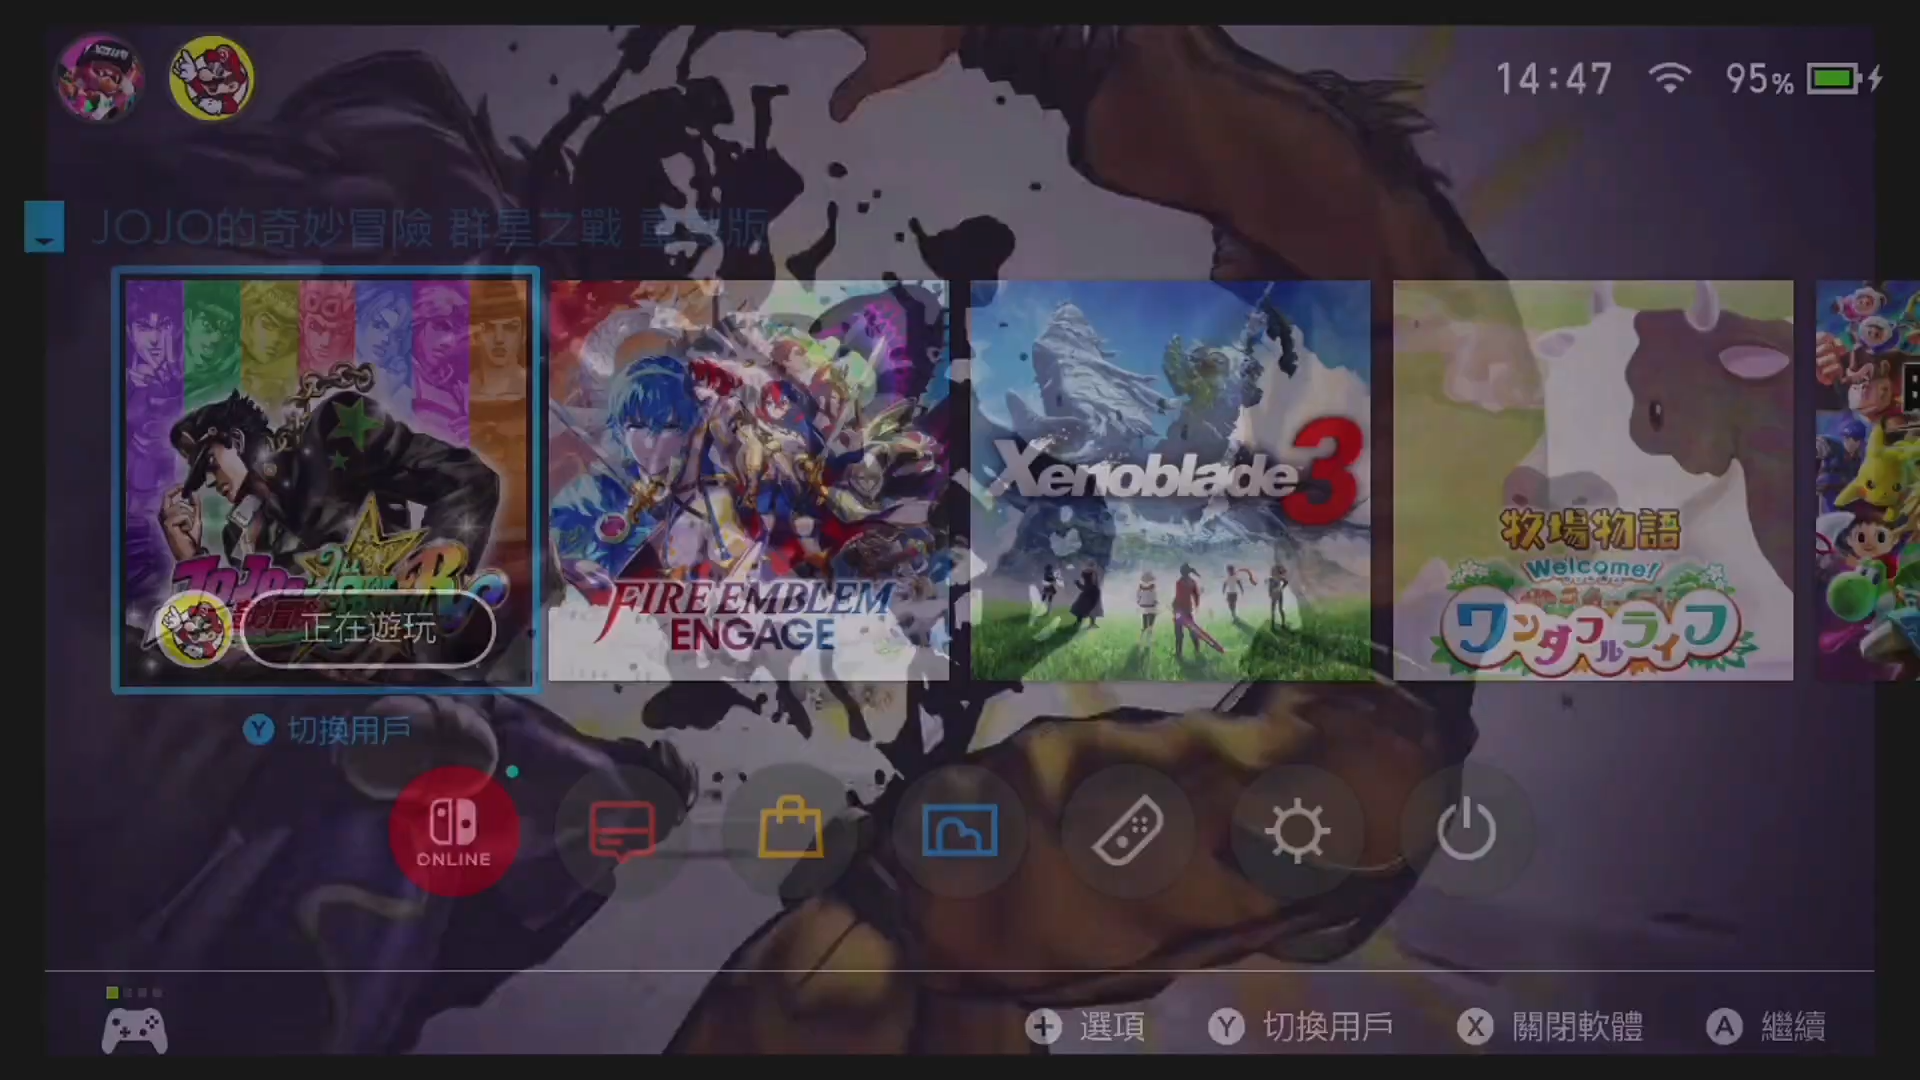 14:47 95%
JOJO的奇妙冒險 群星之戰 重製版
正在遊玩
FIRE EMBLEM
ENGAGE
Xenoblade 3
牧場物語
Welcome!
ワンダフルライフ
Y 切換用戶
ONLINE
+ 選項 Y 切換用戶 X 關閉軟體 A 繼續